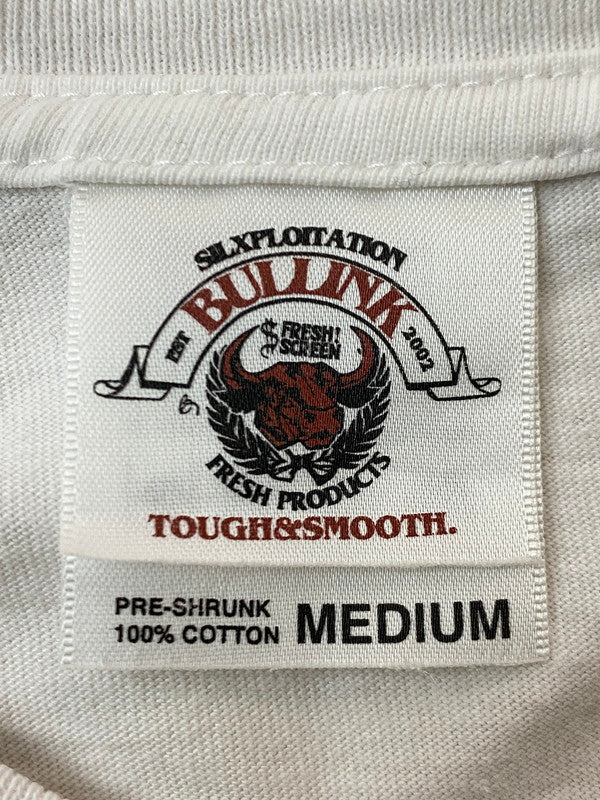 SILXPLOITATION
BULLINK
EST 2002
$ FRESH!
SCREEN
FRESH PRODUCTS
TOUGH&SMOOTH.
PRE-SHRUNK
100% COTTON
MEDIUM